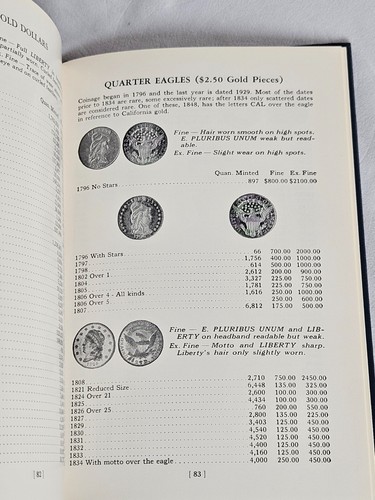 OLD DOLLARS
Full LIBERTY
QUARTER EAGLES ($2.50 Gold Pieces)
Coinage began in 1796 and the last year is dated 1929. Most of the dates
prior to 1834 are rare, some excessively rare; after 1834 only scattered dates
are considered rare. One of these, 1848, has the letters CAL over the eagle
in reference to California gold.
Fine — Hair worn smooth on high spots.
E. PLURIBUS UNUM weak but read-
able.
Ex. Fine — Slight wear on high spots.
Quan. Minted Fine Ex. Fine
1796 No Stars 897 $800.00 $2100.00
1796 With Stars 66 700.00 2000.00
1797 1,756 400.00 1000.00
1798 614 500.00 1000.00
1802 Over 1 2,612 200.00 900.00
1804 3,327 225.00 750.00
1805 1,781 225.00 750.00
1806 Over 4 - All kinds 1,616 250.00 1000.00
1806 Over 5 250.00 600.00
1807 6,812 175.00 500.00
Fine — E. PLURIBUS UNUM and LIB-
ERTY on headband readable but weak.
Ex. Fine — Motto and LIBERTY sharp.
Liberty's hair only slightly worn.
1808 2,710 750.00 2450.00
1821 Reduced Size 6,448 135.00 325.00
1824 Over 21 2,600 100.00 300.00
1825 4,434 100.00 300.00
1826 Over 25 760 200.00 550.00
1827 2,800 135.00 225.00
1829 3,403 125.00 450.00
1830 4,540 125.00 450.00
1831 4,520 125.00 450.00
1832 4,400 125.00 450.00
1833 4,160 125.00 450.00
1834 With motto over the eagle 4,000 250.00 450.00
[ 83 ]